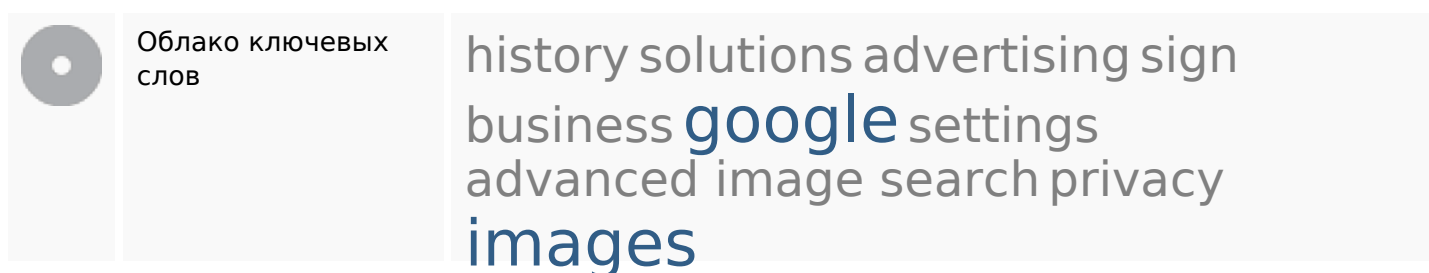 Облако ключевых
слов
history solutions advertising sign
business google settings
advanced image search privacy
images